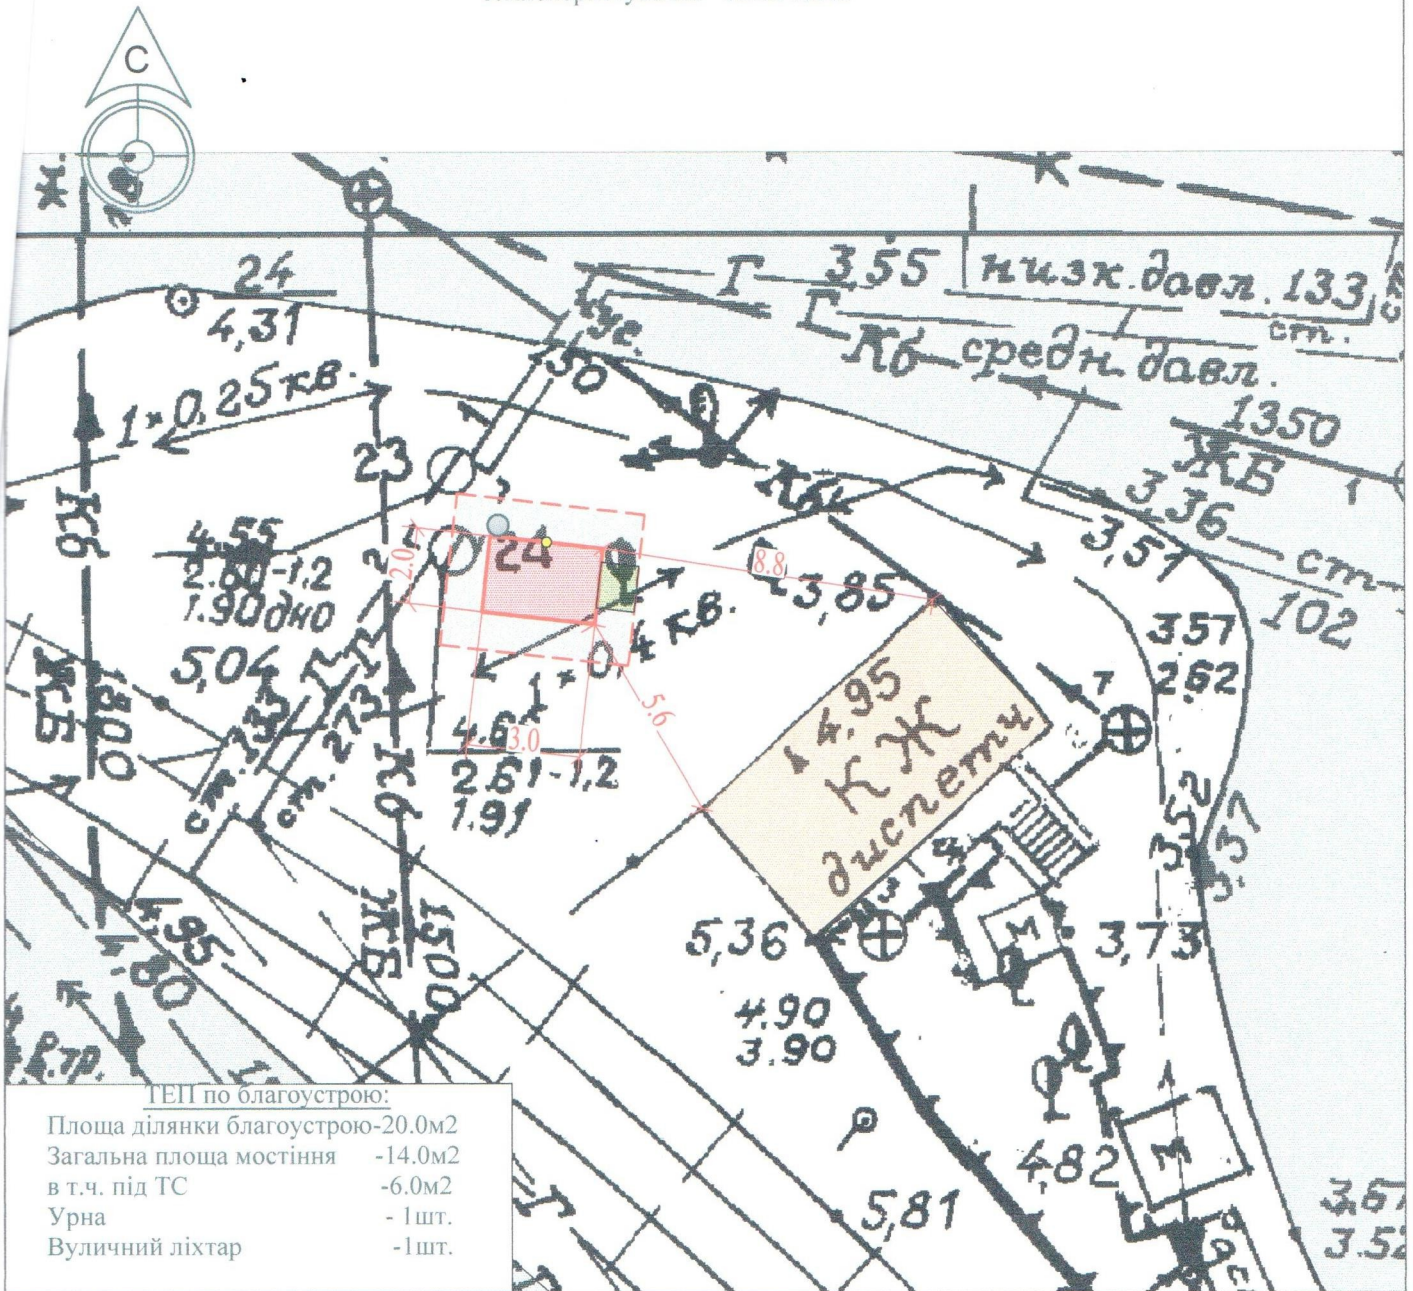 С
ж.
24
4,31
Г
3,55
низк.давл.133
ст.
Г
Кб
средн.давл.
1350
ЖБ
3,36
ст
102
50
1*0,25кв.
23
Кб
Кб
4.55
2.60-1,2
1.90дно
5,04
2.0
24
8.8
3,85
3,51
3.57
2.62
1*0,4 кв.
5.6
3.0
4.6
2.61-1,2
1.91
ст.133
ст.273
ЖБ
1800
Кб
ЖБ
1500
4.95
КЖ
диспетч
7
3,52
3,37
3
5,36
м
3,73
4,95
4.80
4.90
3.90
тр.
м
4,82
5,81
3.67
3.52
Г
ТЕП по благоустрою:
Площа ділянки благоустрою-20.0м2
Загальна площа мостіння -14.0м2
в т.ч. під ТС -6.0м2
Урна - 1шт.
Вуличний ліхтар -1шт.